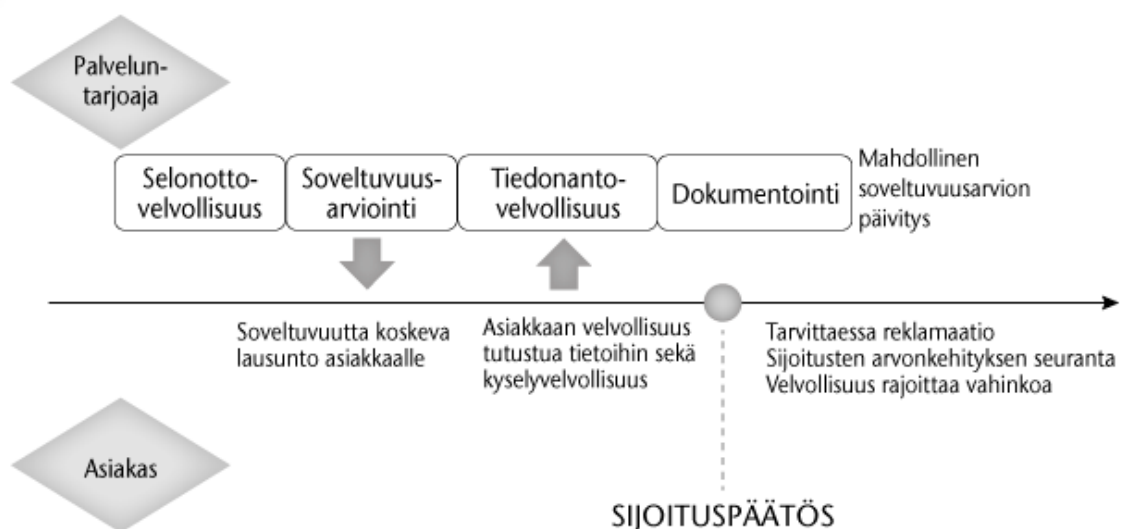 Palvelun-
tarjoaja
Selonotto-
velvollisuus
Soveltuvuus-
arviointi
Tiedonanto-
velvollisuus
Dokumentointi
Mahdollinen
soveltuvuusarvion
päivitys
Soveltuvuutta koskeva
lausunto asiakkaalle
Asiakkaan velvollisuus
tutustua tietoihin sekä
kyselyvelvollisuus
Tarvittaessa reklamaatio
Sijoitusten arvonkehityksen seuranta
Velvollisuus rajoittaa vahinkoa
Asiakas
SIJOITUSPÄÄTÖS